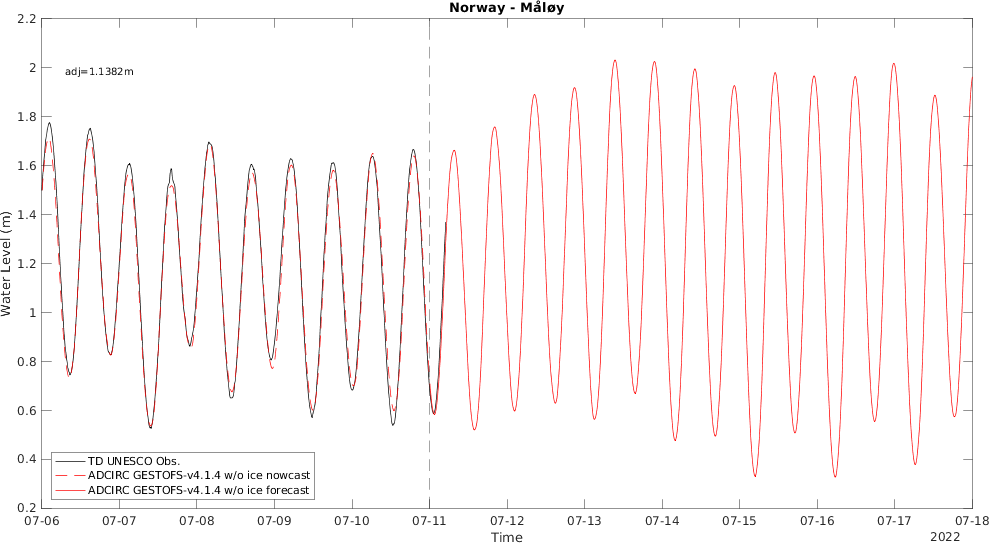 Norway - Måløy
2.2
2
1.8
1.6
1.4
1.2
1
0.8
0.6
0.4
0.2
Water Level (m)
adj=1.1382m
TD UNESCO Obs.
ADCIRC GESTOFS-v4.1.4 w/o ice nowcast
ADCIRC GESTOFS-v4.1.4 w/o ice forecast
07-06 07-07 07-08 07-09 07-10 07-11 07-12 07-13 07-14 07-15 07-16 07-17 07-18
Time
2022